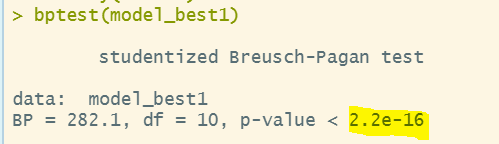 > bptest(model_best1)
studentized Breusch-Pagan test
data:  model_best1
BP = 282.1, df = 10, p-value < 2.2e-16